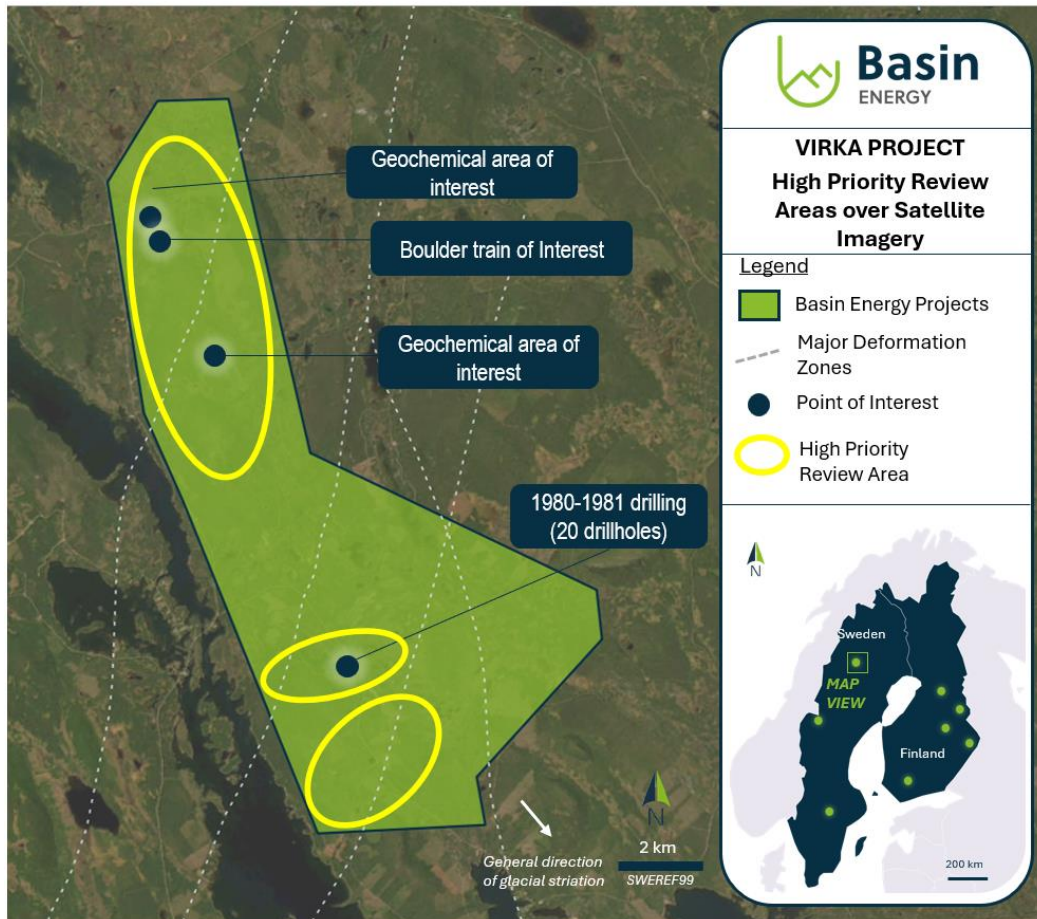 Geochemical area of
interest
Boulder train of Interest
Geochemical area of
interest
1980-1981 drilling
(20 drillholes)
General direction
of glacial striation
N
2 km
SWEREF99
Basin
ENERGY
VIRKA PROJECT
High Priority Review
Areas over Satellite
Imagery
Legend
Basin Energy Projects
Major Deformation
Zones
Point of Interest
High Priority
Review Area
N
Sweden
MAP
VIEW
Finland
200 km